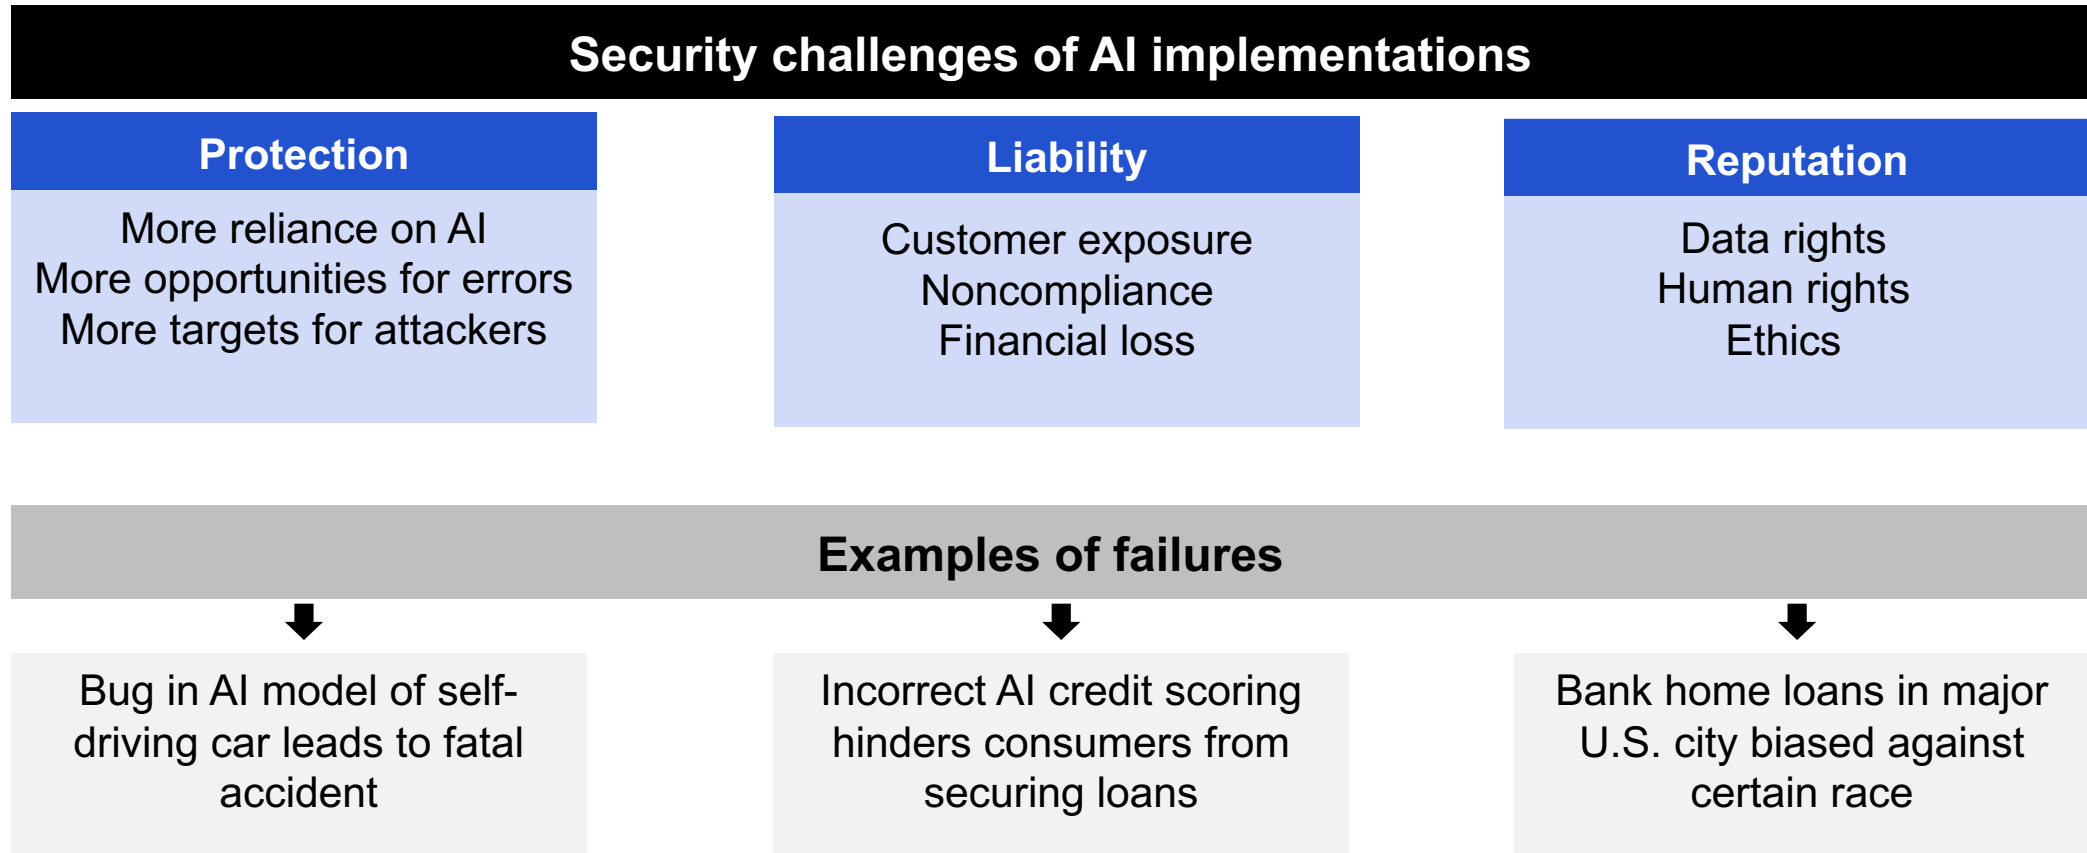 Security challenges of AI implementations
Protection
More reliance on AI
More opportunities for errors
More targets for attackers
Liability
Customer exposure
Noncompliance
Financial loss
Reputation
Data rights
Human rights
Ethics
Examples of failures
Bug in AI model of self-
driving car leads to fatal
accident
Incorrect AI credit scoring
hinders consumers from
securing loans
Bank home loans in major
U.S. city biased against
certain race